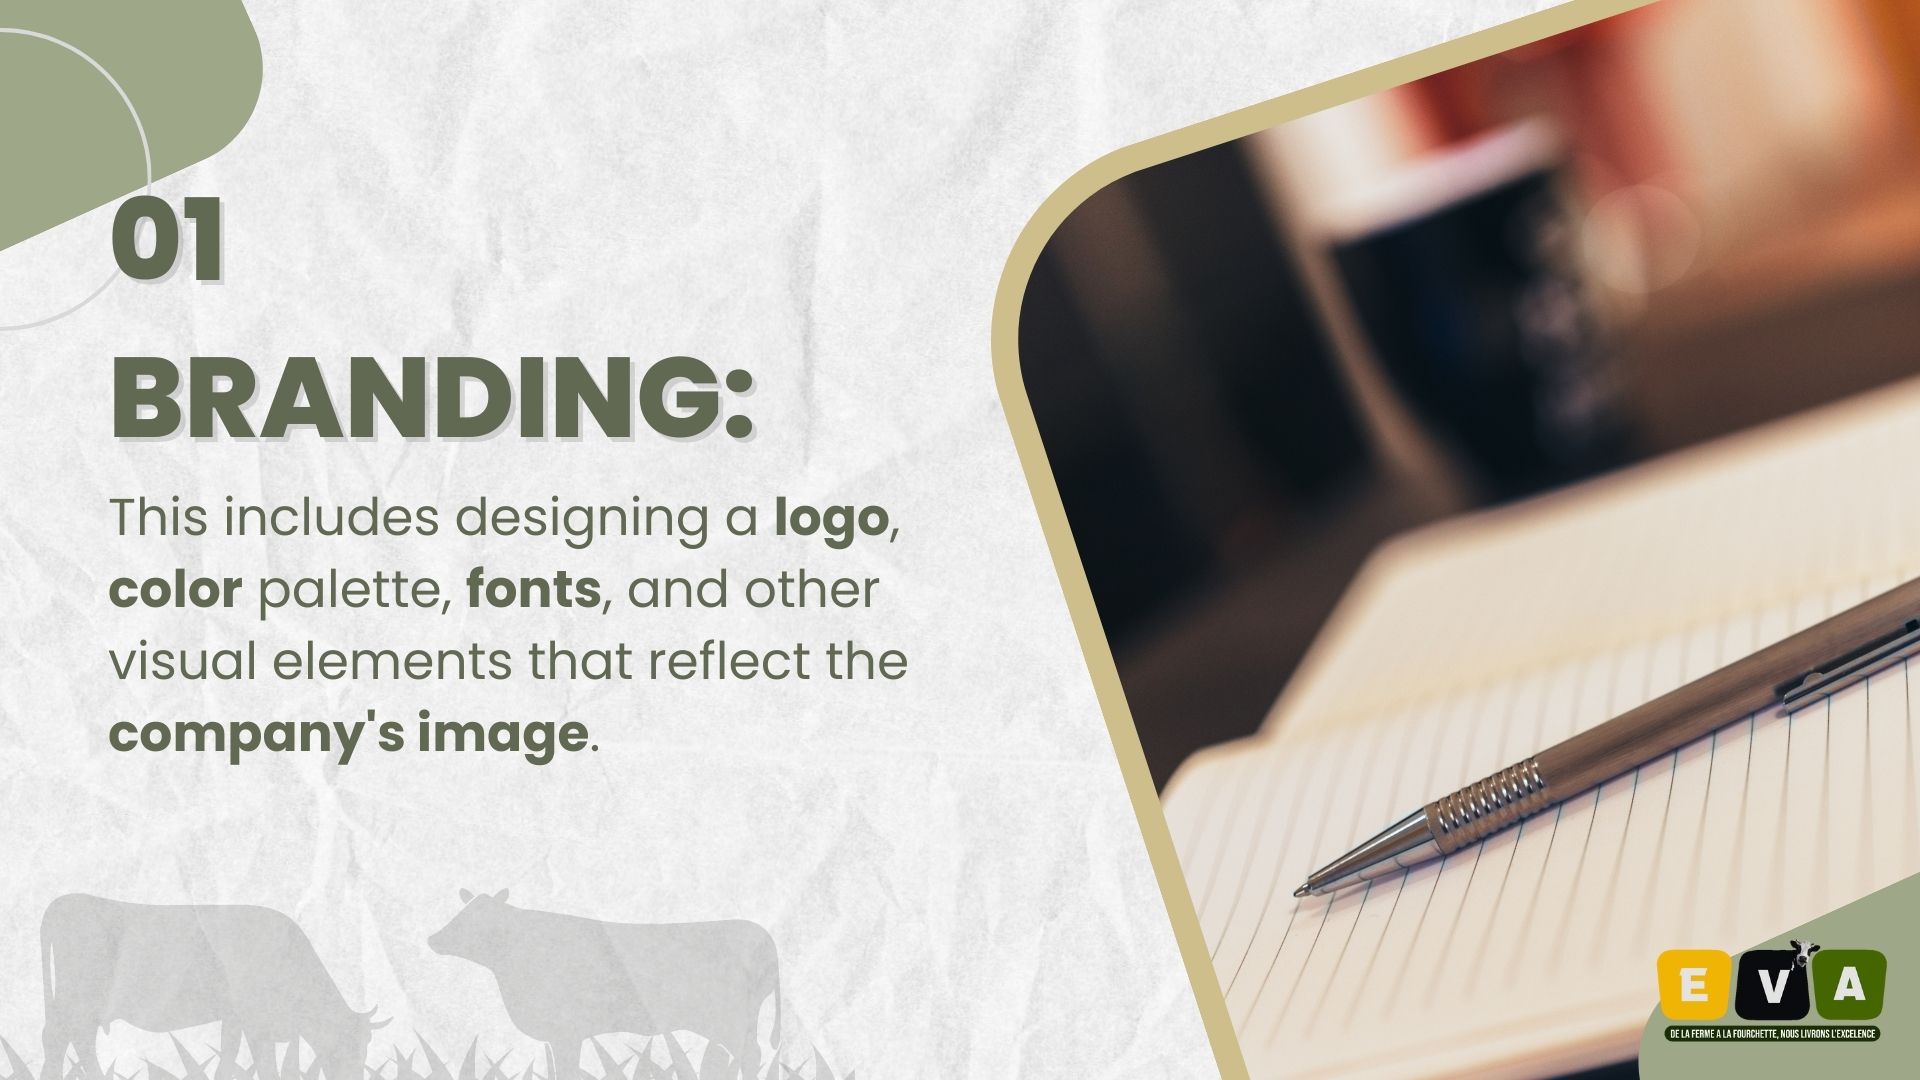 01
BRANDING:
This includes designing a logo,
color palette, fonts, and other
visual elements that reflect the
company's image.
E V A
DE LA FERME A LA FOURCHETTE, NOUS LIVRONS L'EXCELENCE